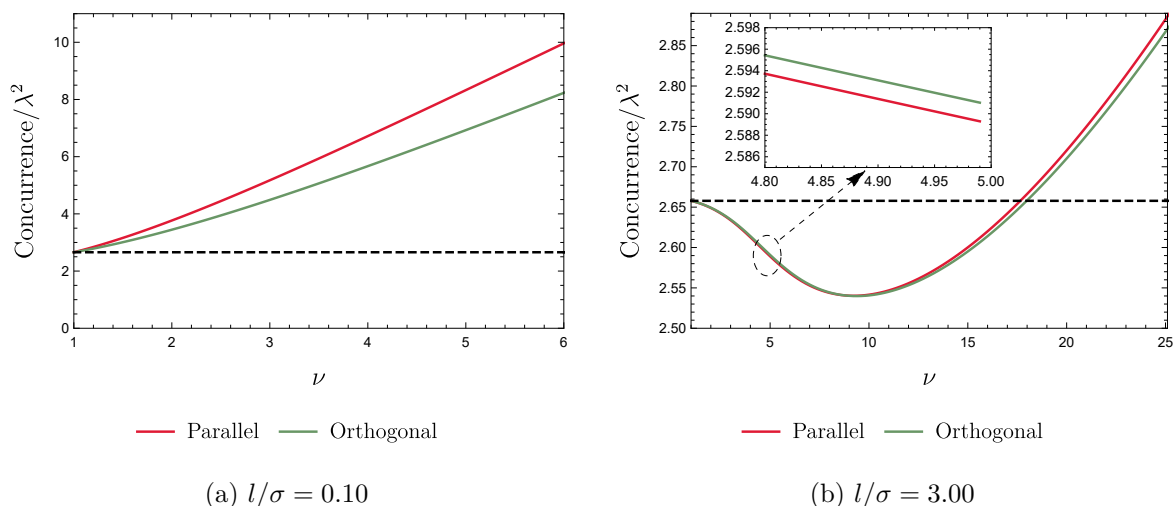 Concurrence/λ²
10
8
6
4
2
0
1 2 3 4 5 6
ν
Parallel Orthogonal
(a) l/σ = 0.10
Concurrence/λ²
2.85
2.80
2.75
2.70
2.65
2.60
2.55
2.50
5 10 15 20 25
ν
2.598
2.596
2.594
2.592
2.590
2.588
2.586
4.80 4.85 4.90 4.95 5.00
Parallel Orthogonal
(b) l/σ = 3.00